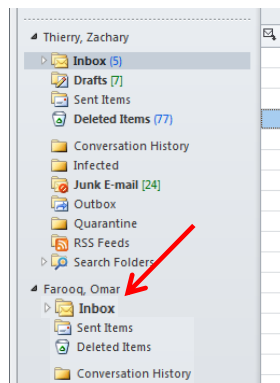 Thierry, Zachary
Inbox (5)
Drafts [7]
Sent Items
Deleted Items (77)
Conversation History
Infected
Junk E-mail [24]
Outbox
Quarantine
RSS Feeds
Search Folders
Farooq, Omar
Inbox
Sent Items
Deleted Items
Conversation History